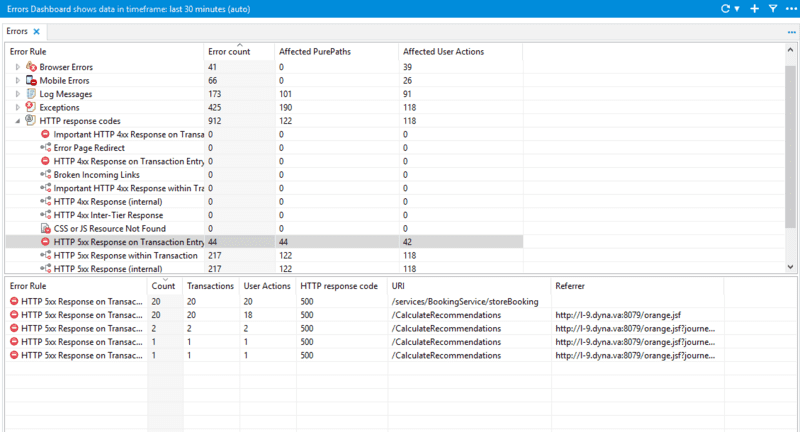 Errors Dashboard shows data in timeframe: last 30 minutes (auto)
Errors
Error Rule Error count Affected PurePaths Affected User Actions
Browser Errors 41 0 39
Mobile Errors 66 0 26
Log Messages 173 101 91
Exceptions 425 190 118
HTTP response codes 912 122 118
Important HTTP 4xx Response on Transa 0 0 0
Error Page Redirect 0 0 0
HTTP 4xx Response on Transaction Entry 0 0 0
Broken Incoming Links 0 0 0
Important HTTP 4xx Response within Tra 0 0 0
HTTP 4xx Response (internal) 0 0 0
HTTP 4xx Inter-Tier Response 0 0 0
CSS or JS Resource Not Found 0 0 0
HTTP 5xx Response on Transaction Entry 44 44 42
HTTP 5xx Response within Transaction 217 122 118
HTTP 5xx Response (internal) 217 122 118
Error Rule Count Transactions User Actions HTTP response code URI Referrer
HTTP 5xx Response on Transac... 20 20 20 500 /services/BookingService/storeBooking
HTTP 5xx Response on Transac... 20 20 18 500 /CalculateRecommendations http://l-9.dyna.va:8079/orange.jsf
HTTP 5xx Response on Transac... 2 2 2 500 /CalculateRecommendations http://l-9.dyna.va:8079/orange.jsf?journe...
HTTP 5xx Response on Transac... 1 1 1 500 /CalculateRecommendations http://l-9.dyna.va:8079/orange.jsf?journe...
HTTP 5xx Response on Transac... 1 1 1 500 /CalculateRecommendations http://l-9.dyna.va:8079/orange.jsf?journe...